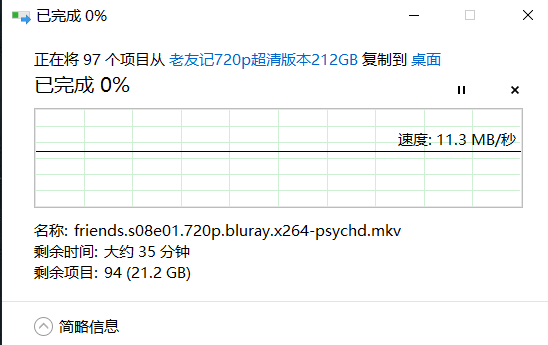 已完成 0%
正在将 97 个项目从 老友记720p超清版本212GB 复制到 桌面
已完成 0%
速度: 11.3 MB/秒
名称: friends.s08e01.720p.bluray.x264-psychd.mkv
剩余时间: 大约 35 分钟
剩余项目: 94 (21.2 GB)
简略信息